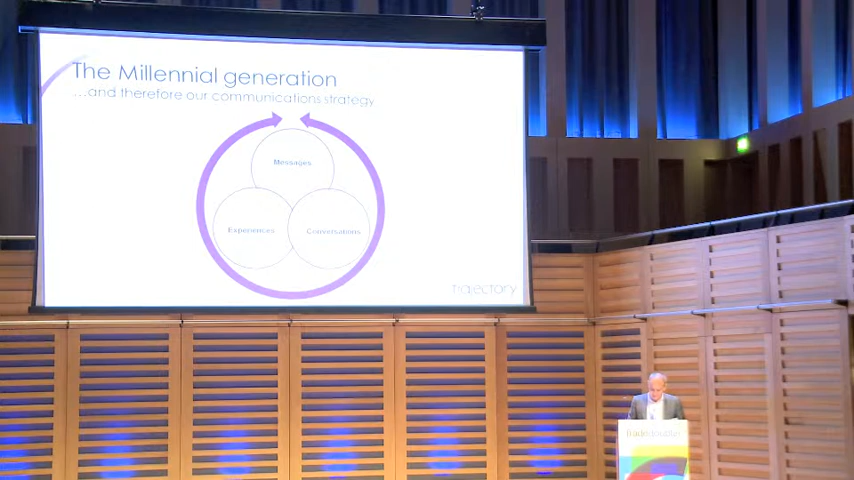 The Millennial generation
...and therefore our communications strategy
Messages
Experiences
Conversations
trajectory